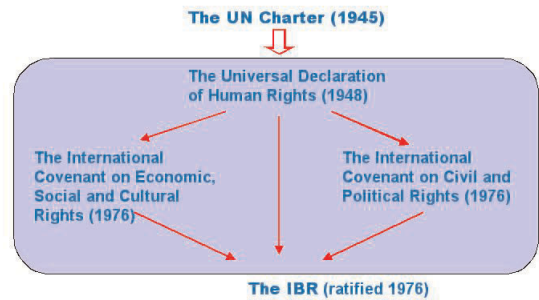 The UN Charter (1945)
The Universal Declaration
of Human Rights (1948)
The International
Covenant on Economic,
Social and Cultural
Rights (1976)
The International
Covenant on Civil and
Political Rights (1976)
The IBR (ratified 1976)